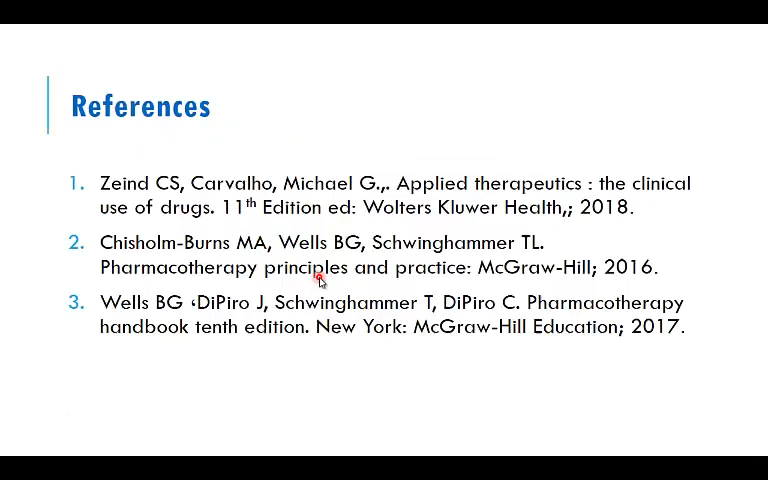 References
1. Zeind CS, Carvalho, Michael G.,. Applied therapeutics : the clinical
use of drugs. 11th Edition ed: Wolters Kluwer Health,; 2018.
2. Chisholm-Burns MA, Wells BG, Schwinghammer TL.
Pharmacotherapy principles and practice: McGraw-Hill; 2016.
3. Wells BG ،DiPiro J, Schwinghammer T, DiPiro C. Pharmacotherapy
handbook tenth edition. New York: McGraw-Hill Education; 2017.